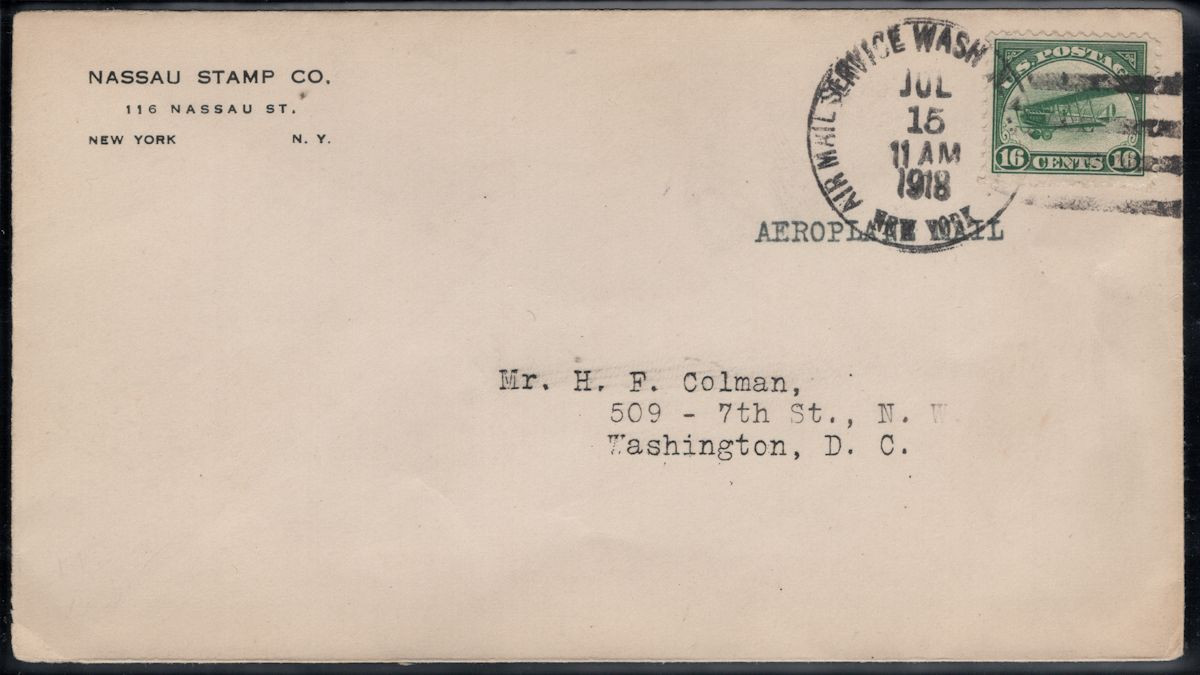 NASSAU STAMP CO.
116 NASSAU ST.
NEW YORK N. Y.
AIR MAIL SERVICE WASH
JUL
15
11 AM
1918
NEW YORK
U.S. POSTAGE
16 CENTS 16
AEROPLANE MAIL
Mr. H. F. Colman,
509 - 7th St., N. W.
Washington, D. C.